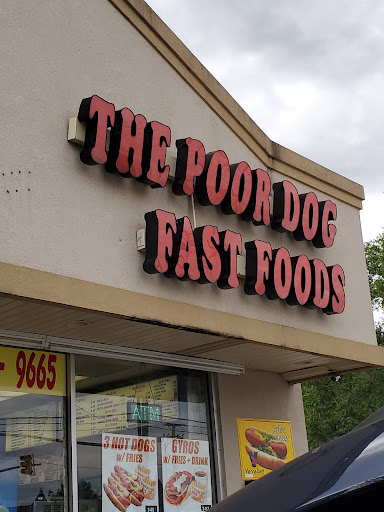 THE POOR DOG
FAST FOODS
- 9665
ATM
3 HOT DOGS
W/ FRIES
GYROS
W/ FRIES + DRINK